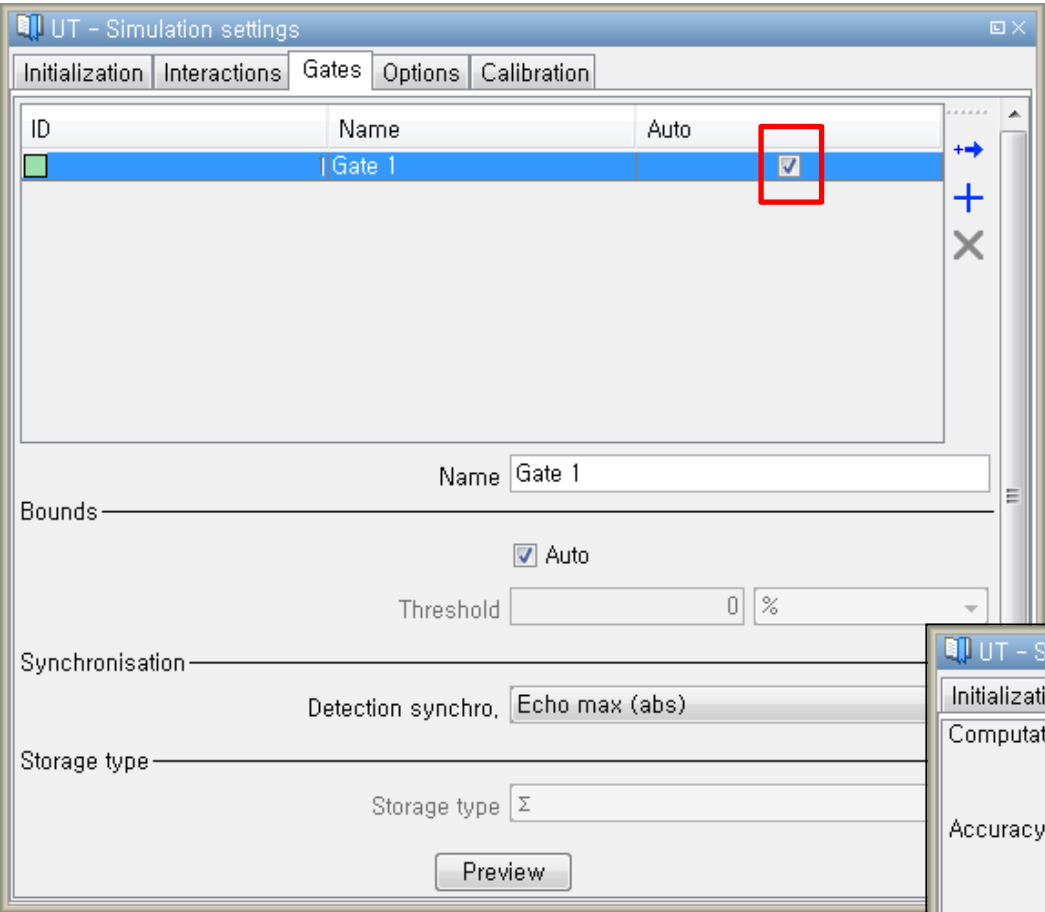 UT - Simulation settings
Initialization Interactions Gates Options Calibration
ID Name Auto
1 Gate 1
Name Gate 1
Bounds
Auto
Threshold 0 %
Synchronisation
Detection synchro, Echo max (abs)
Storage type
Storage type Σ
Preview
UT - S
Initializati
Computat
Accuracy